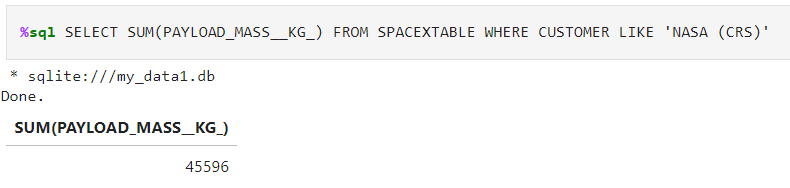 %sql SELECT SUM(PAYLOAD_MASS__KG_) FROM SPACEXTABLE WHERE CUSTOMER LIKE 'NASA (CRS)'
* sqlite:///my_data1.db
Done.
SUM(PAYLOAD_MASS__KG_)
45596